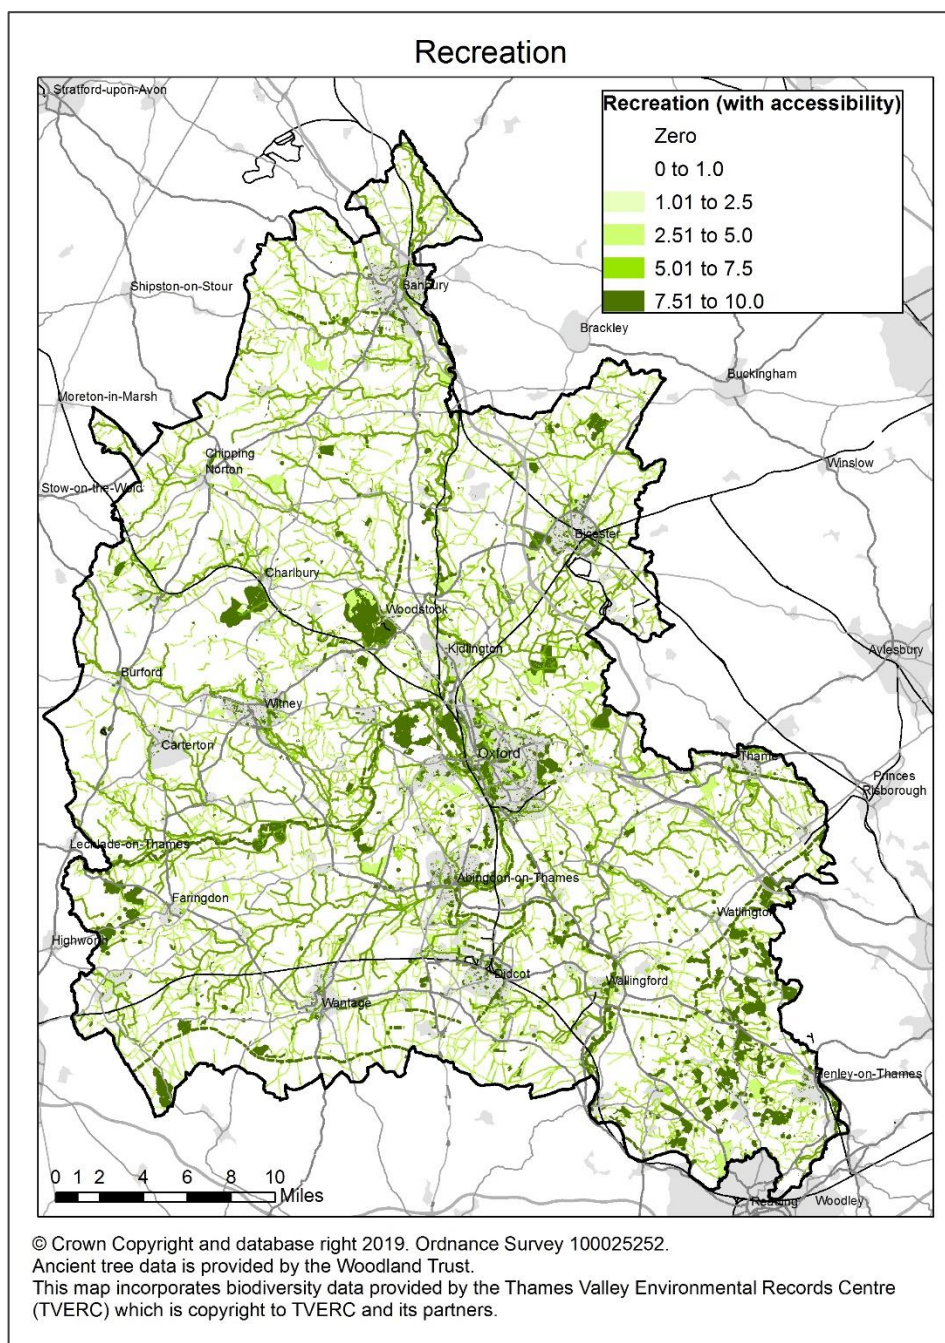 Recreation
Stratford-upon-Avon
Recreation (with accessibility)
Zero
0 to 1.0
1.01 to 2.5
2.51 to 5.0
5.01 to 7.5
7.51 to 10.0
Shipston-on-Stour
Banbury
Brackley
Buckingham
Moreton-in-Marsh
Chipping
Norton
Winslow
Stow-on-the-Wold
Bicester
Charlbury
Woodstock
Kidlington
Aylesbury
Burford
Witney
Carterton
Oxford
Thame
Princes
Risborough
Lechlade-on-Thames
Abingdon-on-Thames
Faringdon
Watlington
Highworth
Didcot
Wallingford
Wantage
Henley-on-Thames
0 1 2 4 6 8 10
Miles
Reading
Woodley
© Crown Copyright and database right 2019. Ordnance Survey 100025252.
Ancient tree data is provided by the Woodland Trust.
This map incorporates biodiversity data provided by the Thames Valley Environmental Records Centre
(TVERC) which is copyright to TVERC and its partners.